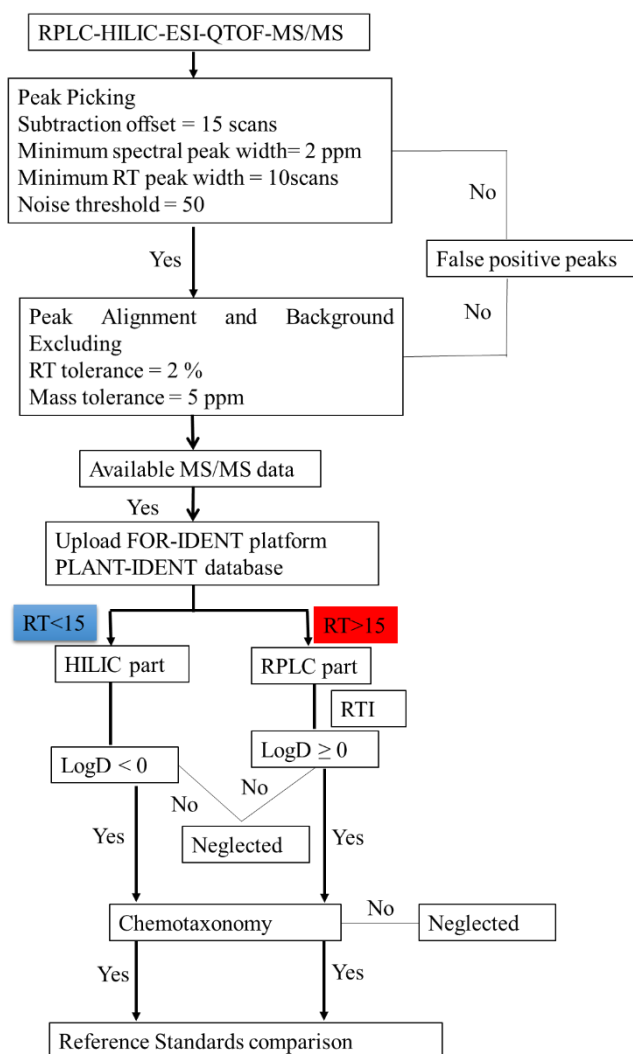 RPLC-HILIC-ESI-QTOF-MS/MS
Peak Picking
Subtraction offset = 15 scans
Minimum spectral peak width= 2 ppm
Minimum RT peak width = 10scans
Noise threshold = 50
No
Yes
False positive peaks
No
Peak Alignment and Background
Excluding
RT tolerance = 2 %
Mass tolerance = 5 ppm
Available MS/MS data
Yes
Upload FOR-IDENT platform
PLANT-IDENT database
RT<15
RT>15
HILIC part
RPLC part
RTI
LogD < 0
LogD ≥ 0
No
No
Yes
Neglected
Yes
Chemotaxonomy
No
Neglected
Yes
Yes
Reference Standards comparison